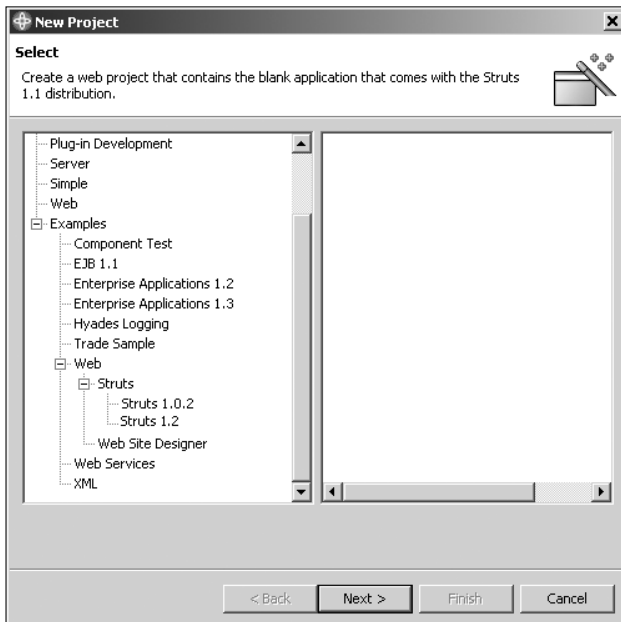 New Project
Select
Create a web project that contains the blank application that comes with the Struts
1.1 distribution.
Plug-in Development
Server
Simple
Web
Examples
Component Test
EJB 1.1
Enterprise Applications 1.2
Enterprise Applications 1.3
Hyades Logging
Trade Sample
Web
Struts
Struts 1.0.2
Struts 1.2
Web Site Designer
Web Services
XML
< Back
Next >
Finish
Cancel